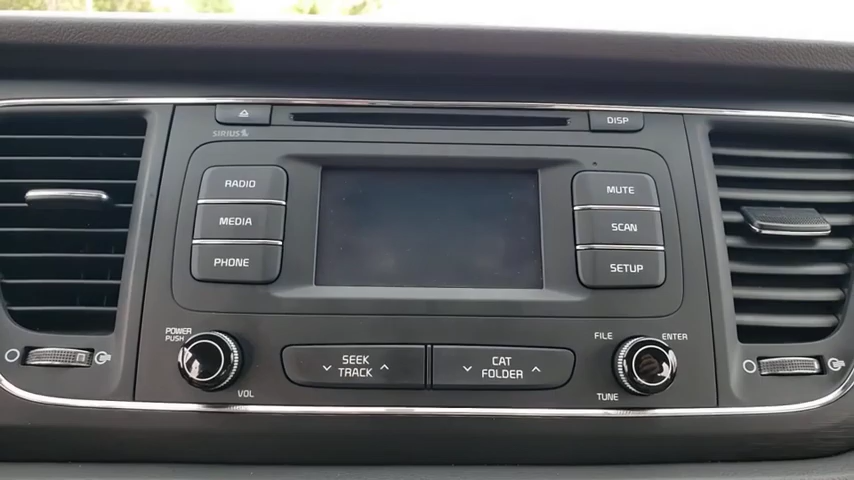 DISP
SIRIUS
RADIO
MEDIA
PHONE
MUTE
SCAN
SETUP
POWER
PUSH
VOL
SEEK
TRACK
CAT
FOLDER
FILE
ENTER
TUNE